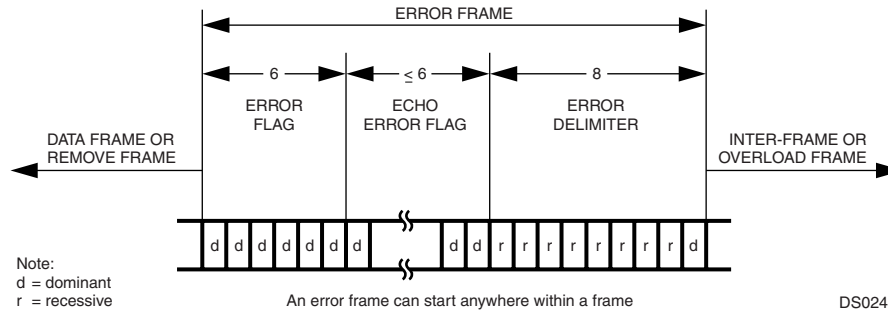 ERROR FRAME
6
≤ 6
8
ERROR
FLAG
ECHO
ERROR FLAG
ERROR
DELIMITER
DATA FRAME OR
REMOVE FRAME
INTER-FRAME OR
OVERLOAD FRAME
d d d d d d d d d r r r r r r r d
Note:
d = dominant
r = recessive
An error frame can start anywhere within a frame
DS024